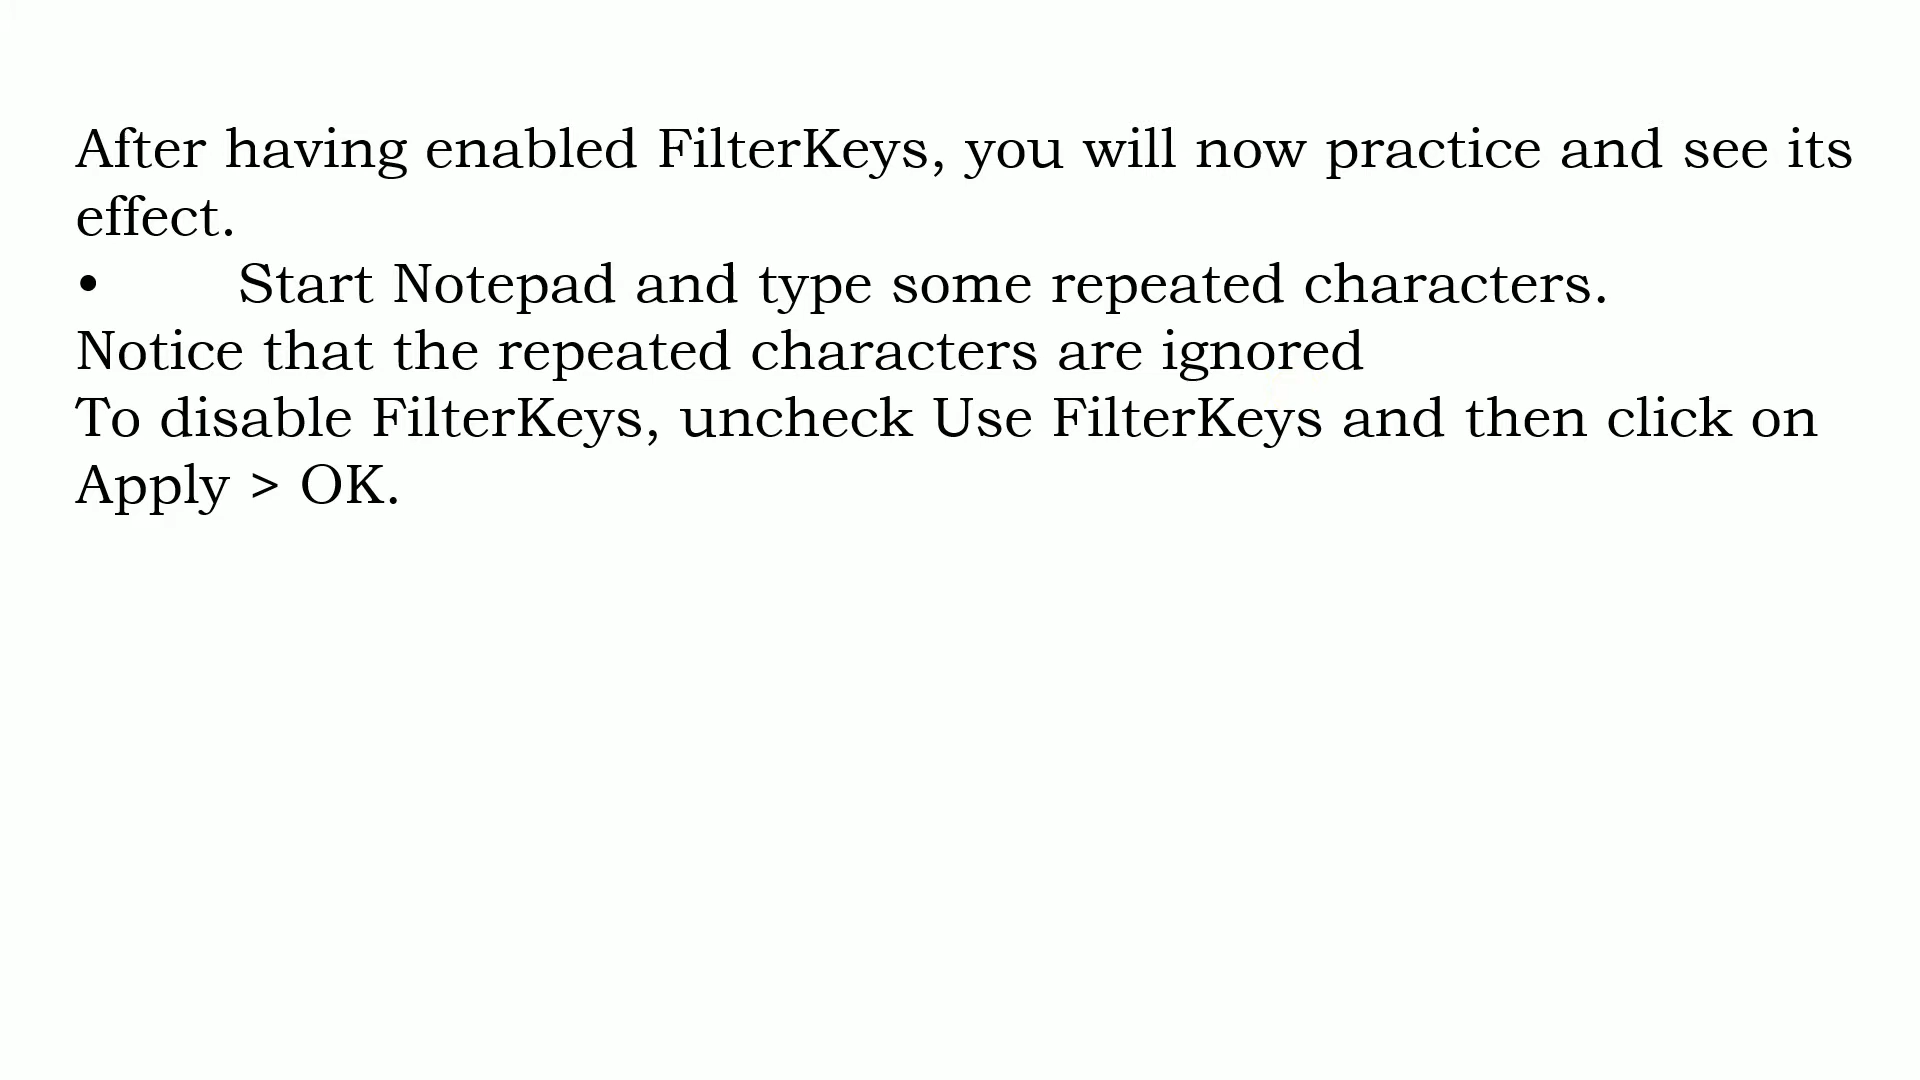 After having enabled FilterKeys, you will now practice and see its
effect.
• Start Notepad and type some repeated characters.
Notice that the repeated characters are ignored
To disable FilterKeys, uncheck Use FilterKeys and then click on
Apply > OK.